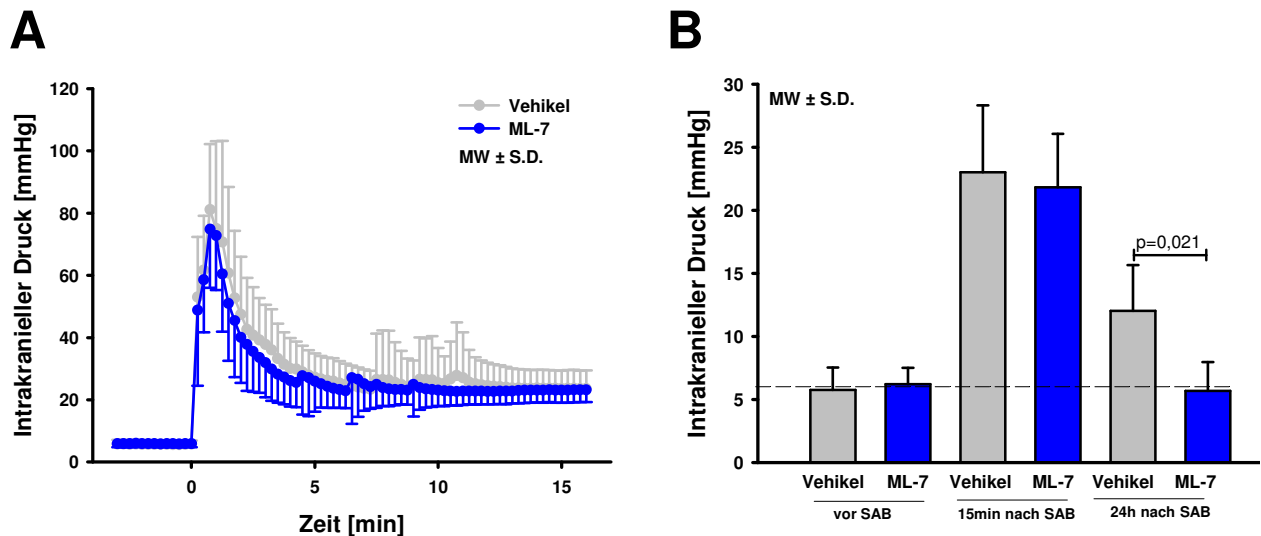 A
Intrakranieller Druck [mmHg]
120
100
80
60
40
20
0
Vehikel
ML-7
MW ± S.D.
0
5
10
15
Zeit [min]
B
Intrakranieller Druck [mmHg]
30
25
20
15
10
5
0
MW ± S.D.
p=0,021
Vehikel ML-7 Vehikel ML-7 Vehikel ML-7
vor SAB 15min nach SAB 24h nach SAB